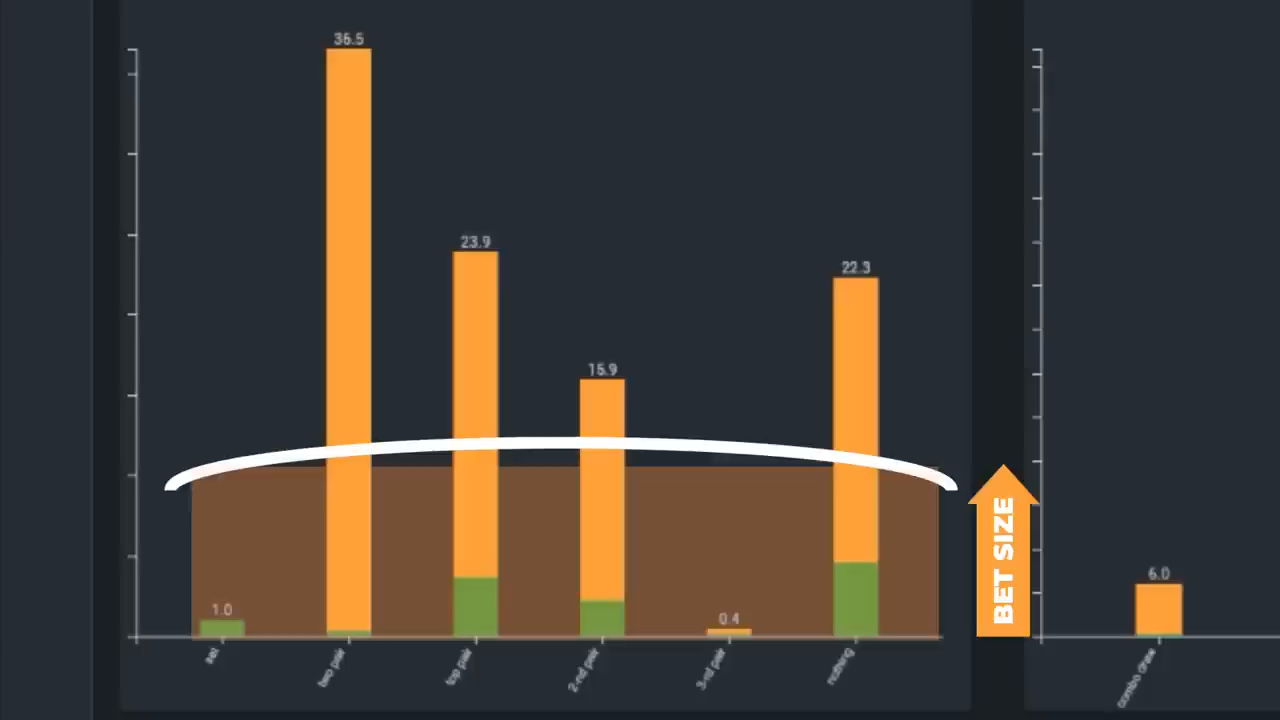 36.5
23.9
22.3
15.9
1.0
0.4
6.0
BET SIZE
set
two pair
top pair
2-nd pair
3-rd pair
nothing
combo draw